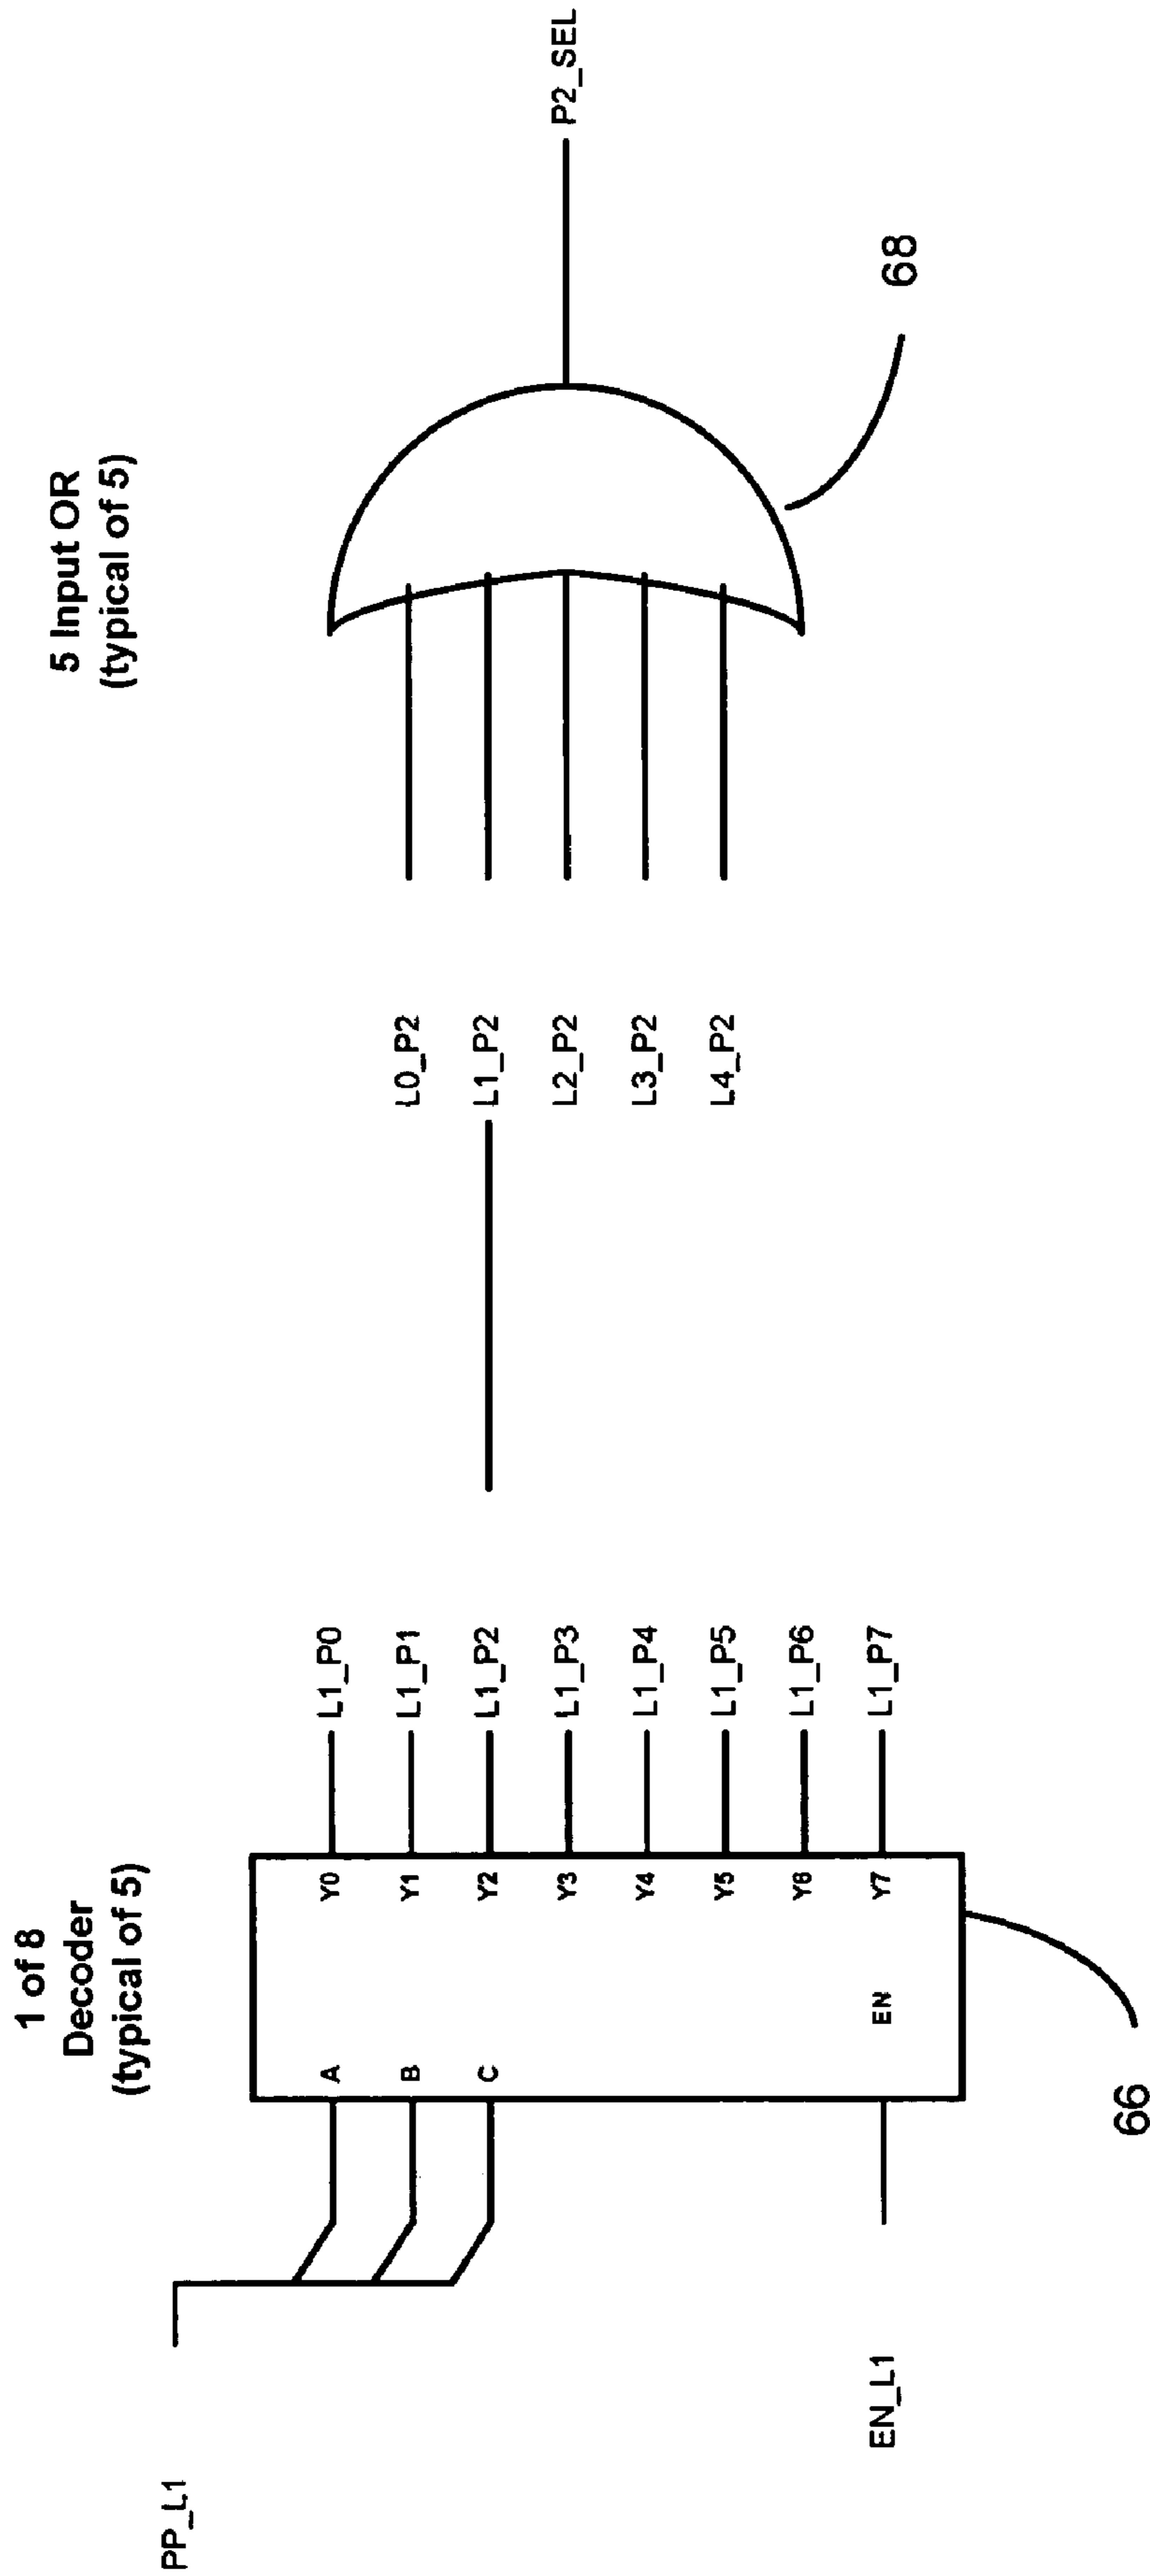 1 of 8
Decoder
(typical of 5)
5 Input OR
(typical of 5)
PP_L1
EN_L1
A
B
C
EN
Y0
Y1
Y2
Y3
Y4
Y5
Y6
Y7
L1_P0
L1_P1
L1_P2
L1_P3
L1_P4
L1_P5
L1_P6
L1_P7
66
L0_P2
L1_P2
L2_P2
L3_P2
L4_P2
P2_SEL
68